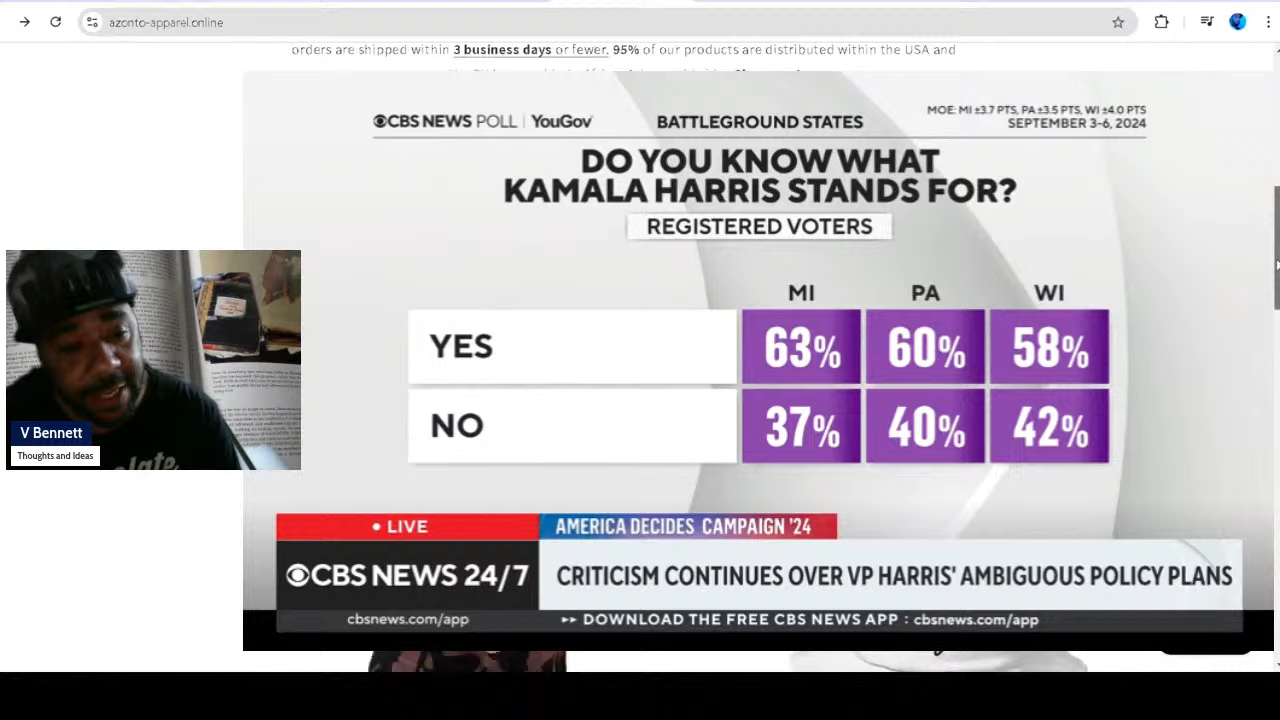 azonto-apparel.online
orders are shipped within 3 business days or fewer. 95% of our products are distributed within the USA and
CBS NEWS POLL | YouGov
BATTLEGROUND STATES
MOE: MI ±3.7 PTS, PA ±3.5 PTS, WI ±4.0 PTS
SEPTEMBER 3-6, 2024
DO YOU KNOW WHAT
KAMALA HARRIS STANDS FOR?
REGISTERED VOTERS
MI PA WI
YES 63% 60% 58%
NO 37% 40% 42%
V Bennett
Thoughts and Ideas
• LIVE
AMERICA DECIDES CAMPAIGN '24
CBS NEWS 24/7
CRITICISM CONTINUES OVER VP HARRIS' AMBIGUOUS POLICY PLANS
cbsnews.com/app
▸▸ DOWNLOAD THE FREE CBS NEWS APP : cbsnews.com/app